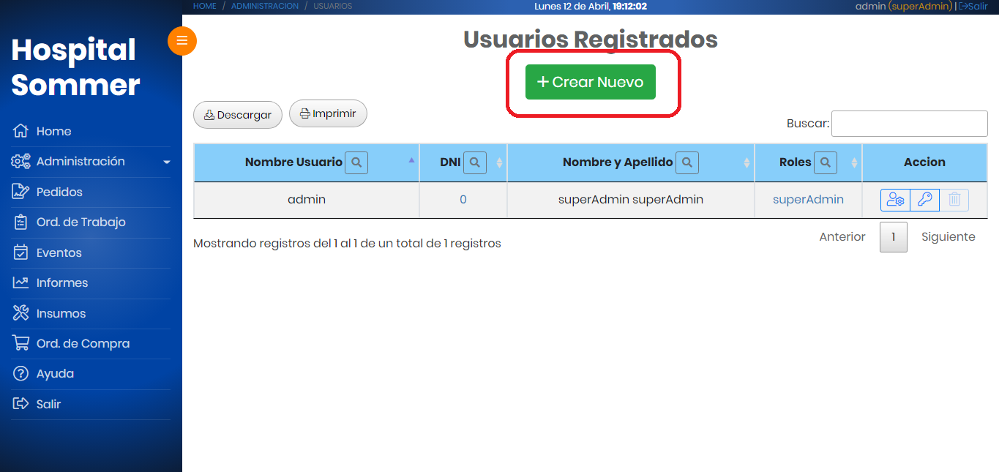 HOME / ADMINISTRACION / USUARIOS
Lunes 12 de Abril, 19:12:02
admin (superAdmin) | Salir
Hospital
Sommer
Home
Administración
Pedidos
Ord. de Trabajo
Eventos
Informes
Insumos
Ord. de Compra
Ayuda
Salir
Usuarios Registrados
+ Crear Nuevo
Descargar
Imprimir
Buscar:
Nombre Usuario DNI Nombre y Apellido Roles Accion
admin 0 superAdmin superAdmin superAdmin
Mostrando registros del 1 al 1 de un total de 1 registros
Anterior 1 Siguiente